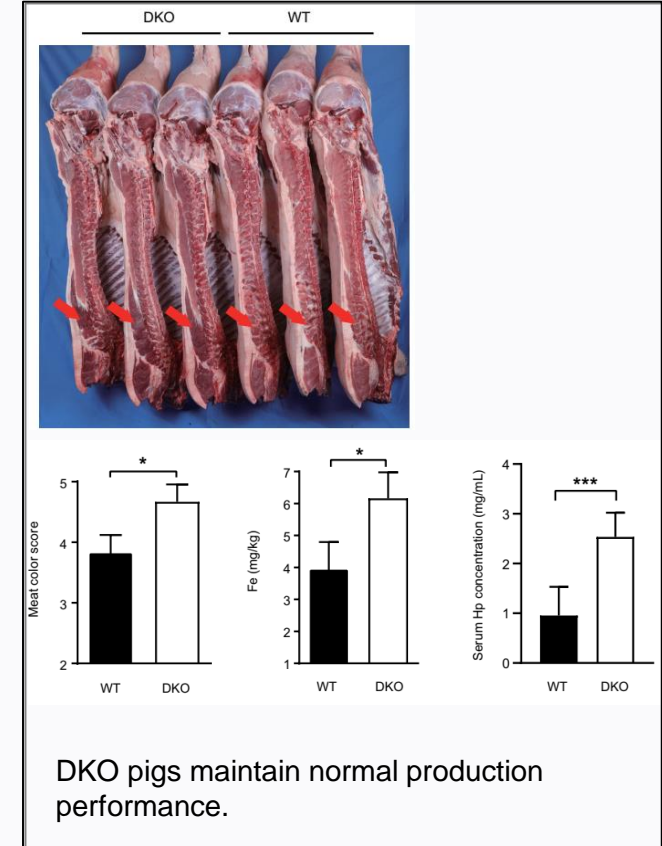 DKO WT
*
5
4
3
2
Meat color score
WT DKO
*
7
6
5
4
3
2
1
Fe (mg/kg)
WT DKO
***
4
3
2
1
0
Serum Hp concentration (mg/mL)
WT DKO
DKO pigs maintain normal production
performance.